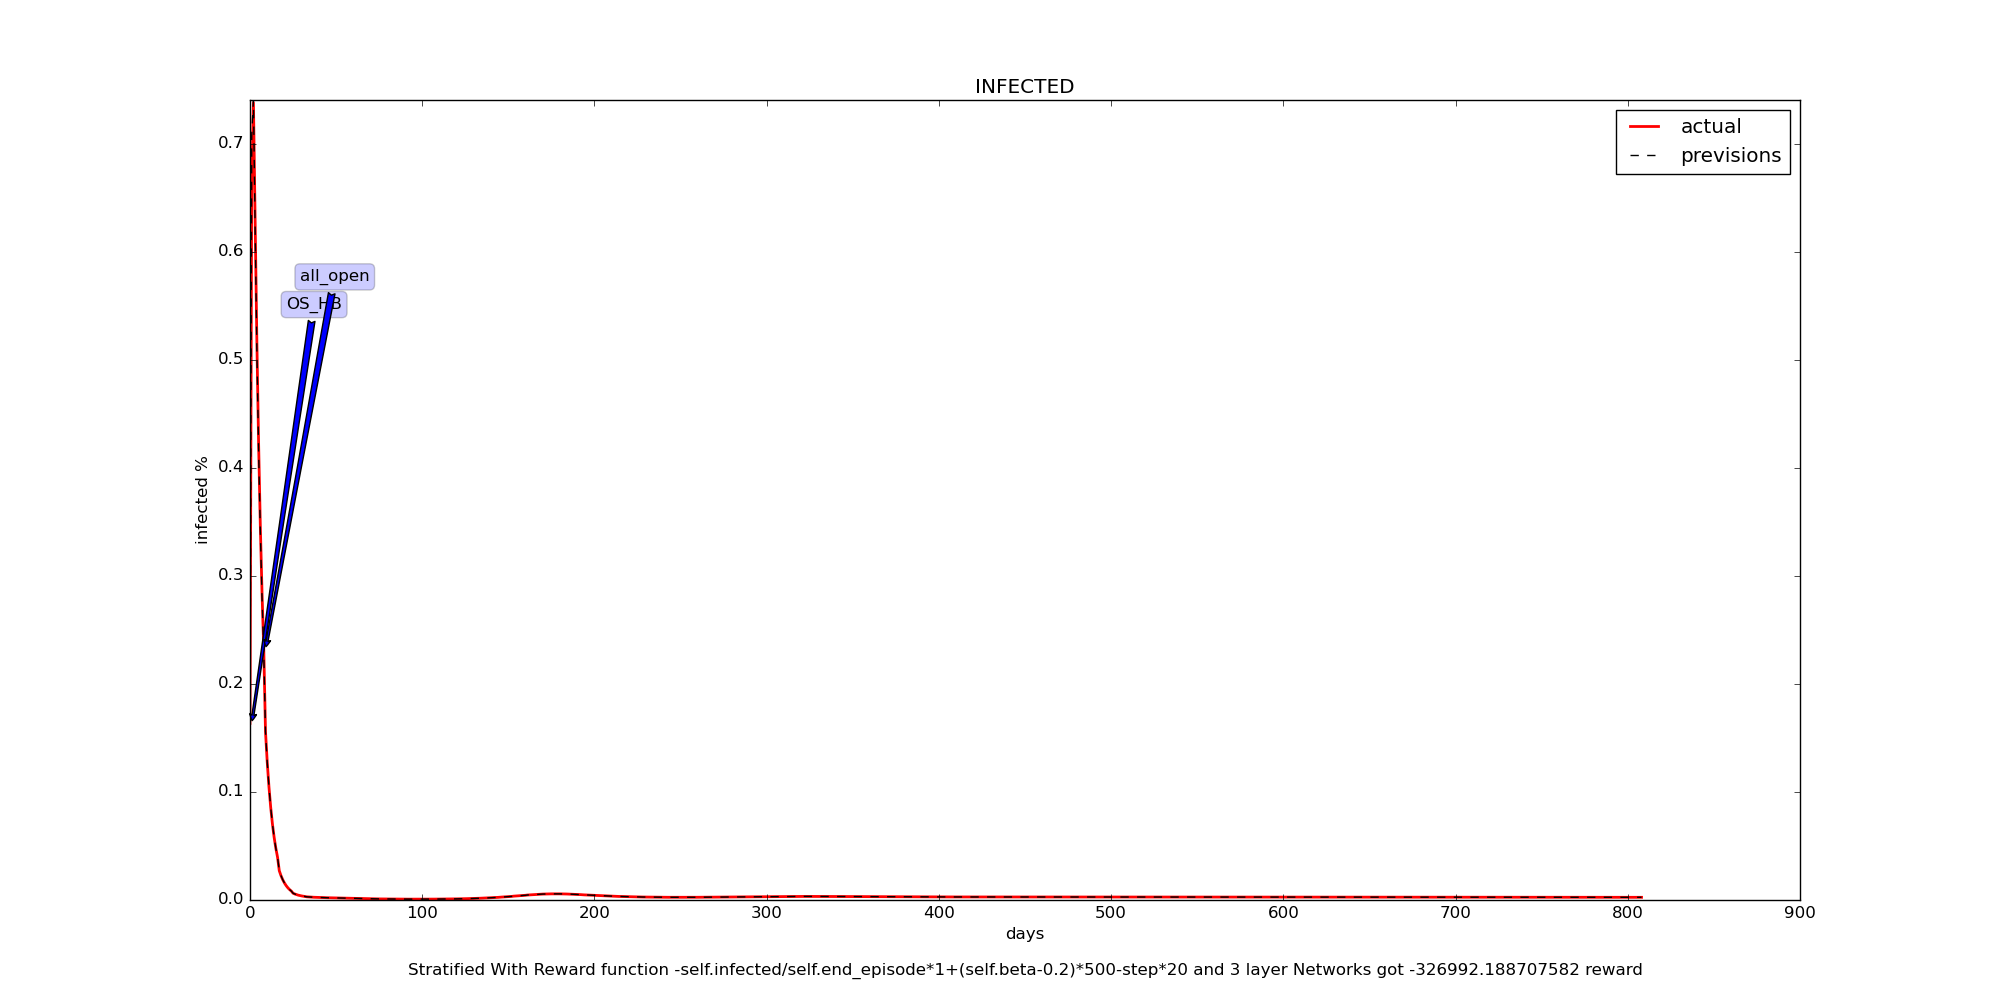 INFECTED
actual
previsions
all_open
OS_HB
infected %
0.7
0.6
0.5
0.4
0.3
0.2
0.1
0.0
0 100 200 300 400 500 600 700 800 900
days
Stratified With Reward function -self.infected/self.end_episode*1+(self.beta-0.2)*500-step*20 and 3 layer Networks got -326992.188707582 reward